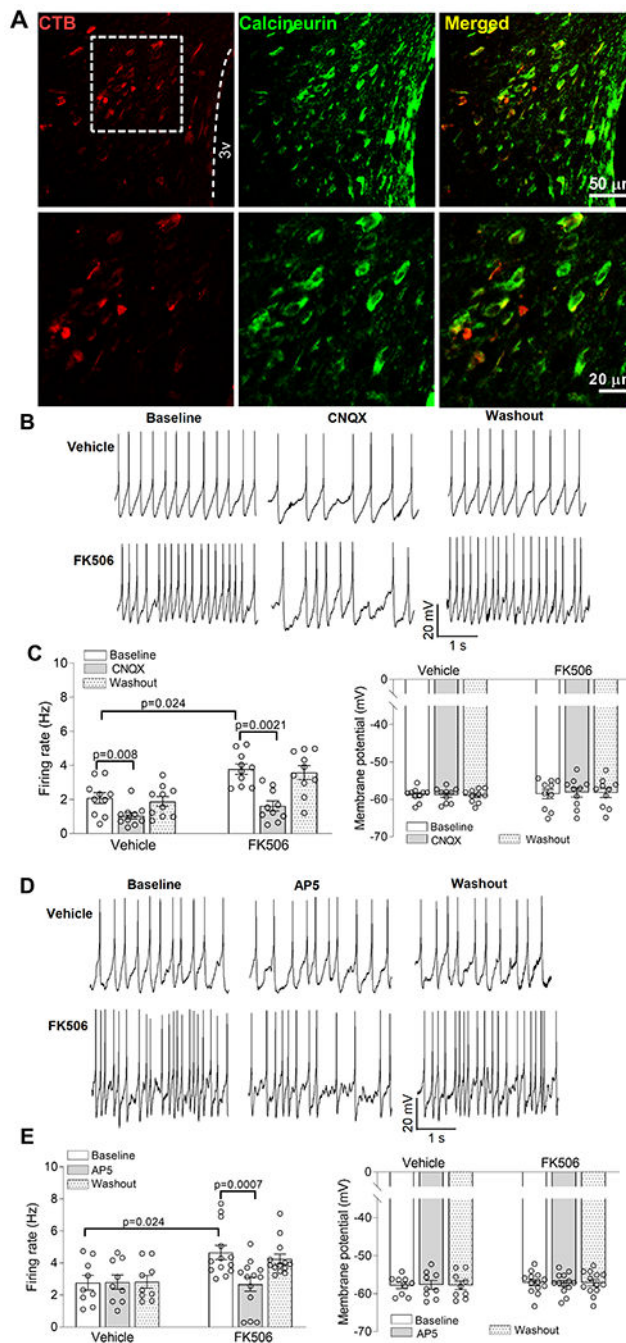 A
CTB
Calcineurin
Merged
3v
50 μm
20 μm
B
Baseline
CNQX
Washout
Vehicle
FK506
20 mV
1 s
C
Baseline
CNQX
Washout
Firing rate (Hz)
10
8
6
4
2
0
p=0.024
p=0.008
p=0.0021
Vehicle
FK506
Vehicle
FK506
Membrane potential (mV)
0
-50
-60
-70
Baseline
CNQX
Washout
D
Baseline
AP5
Washout
Vehicle
FK506
20 mV
1 s
E
Baseline
AP5
Washout
Firing rate (Hz)
10
8
6
4
2
0
p=0.0007
p=0.024
Vehicle
FK506
Vehicle
FK506
Membrane potential (mV)
0
-50
-60
-70
Baseline
AP5
Washout